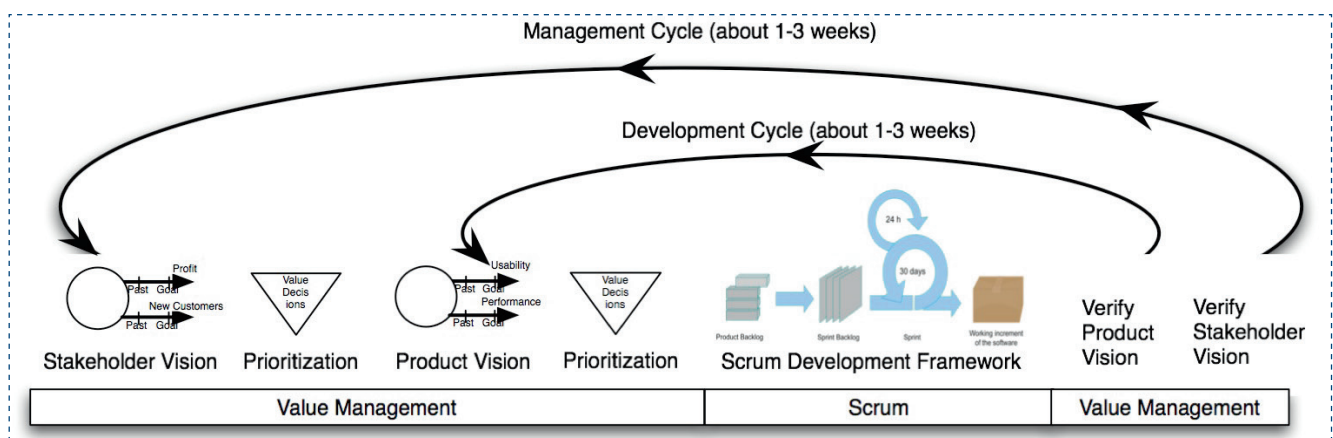 Management Cycle (about 1-3 weeks)
Development Cycle (about 1-3 weeks)
Profit
Past Goal
New Customers
Past Goal
Stakeholder Vision
Value
Decis
ions
Prioritization
Usability
Past Goal
Performance
Past Goal
Product Vision
Value
Decis
ions
Prioritization
24 h
30 days
Product Backlog
Sprint Backlog
Sprint
Working increment
of the software
Scrum Development Framework
Verify
Product
Vision
Verify
Stakeholder
Vision
Value Management
Scrum
Value Management